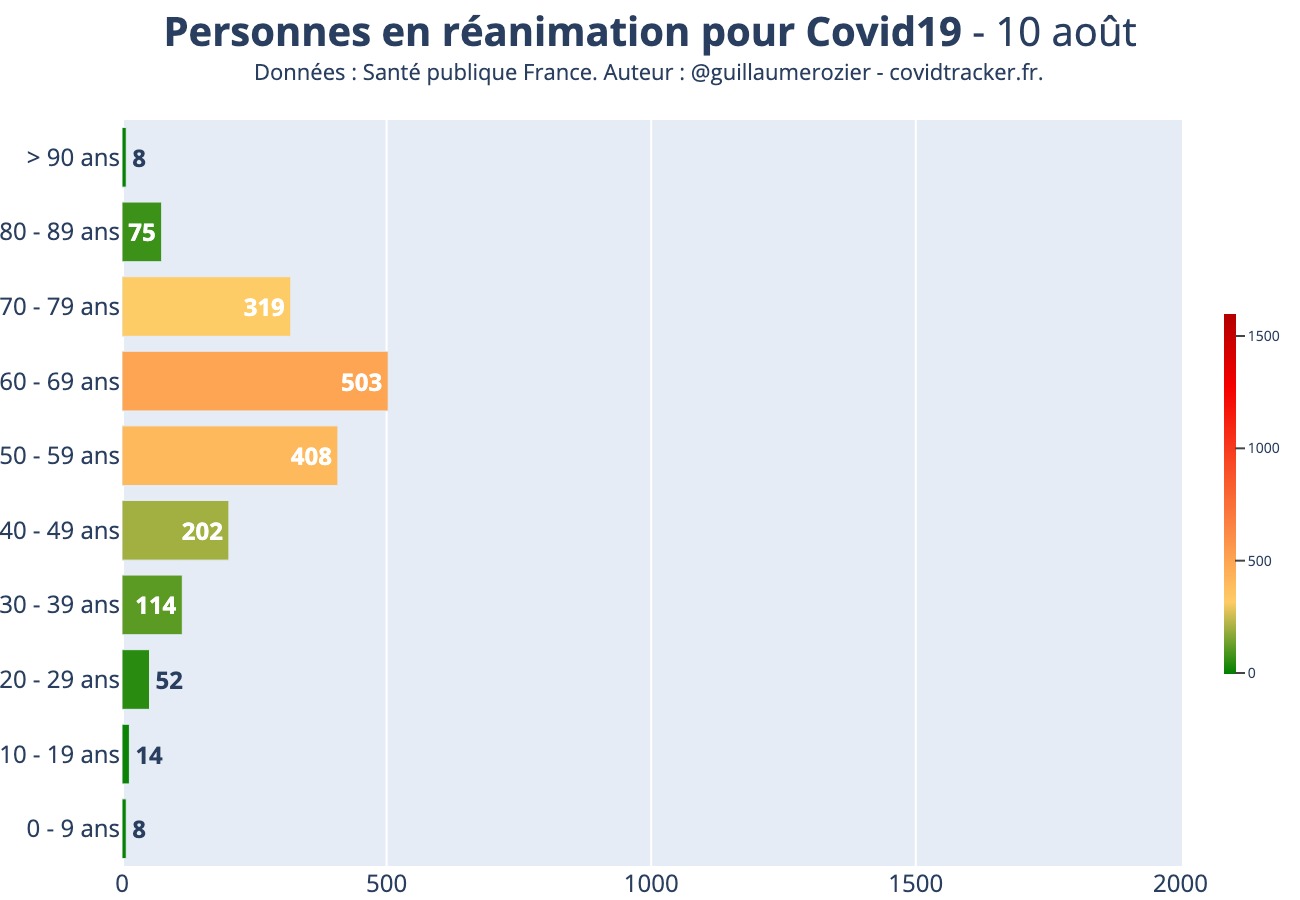 Personnes en réanimation pour Covid19 - 10 août
Données : Santé publique France. Auteur : @guillaumerozier - covidtracker.fr.
> 90 ans 8
80 - 89 ans 75
70 - 79 ans 319
60 - 69 ans 503
50 - 59 ans 408
40 - 49 ans 202
30 - 39 ans 114
20 - 29 ans 52
10 - 19 ans 14
0 - 9 ans 8
0 500 1000 1500 2000
1500
1000
500
0